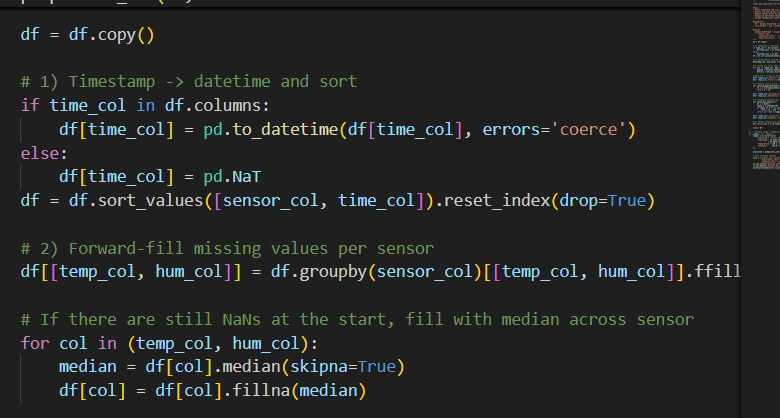 df = df.copy()
# 1) Timestamp -> datetime and sort
if time_col in df.columns:
df[time_col] = pd.to_datetime(df[time_col], errors='coerce')
else:
df[time_col] = pd.NaT
df = df.sort_values([sensor_col, time_col]).reset_index(drop=True)
# 2) Forward-fill missing values per sensor
df[[temp_col, hum_col]] = df.groupby(sensor_col)[[temp_col, hum_col]].ffill
# If there are still NaNs at the start, fill with median across sensor
for col in (temp_col, hum_col):
median = df[col].median(skipna=True)
df[col] = df[col].fillna(median)